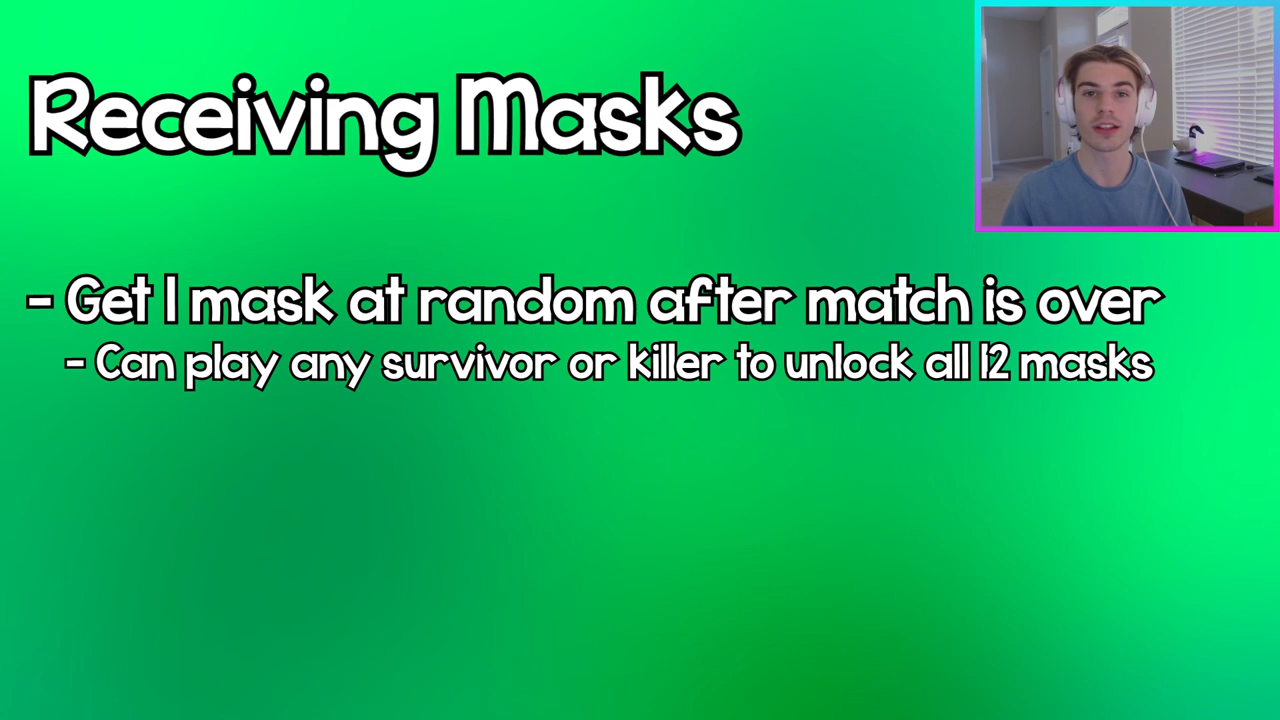 Receiving Masks
- Get 1 mask at random after match is over
- Can play any survivor or killer to unlock all 12 masks